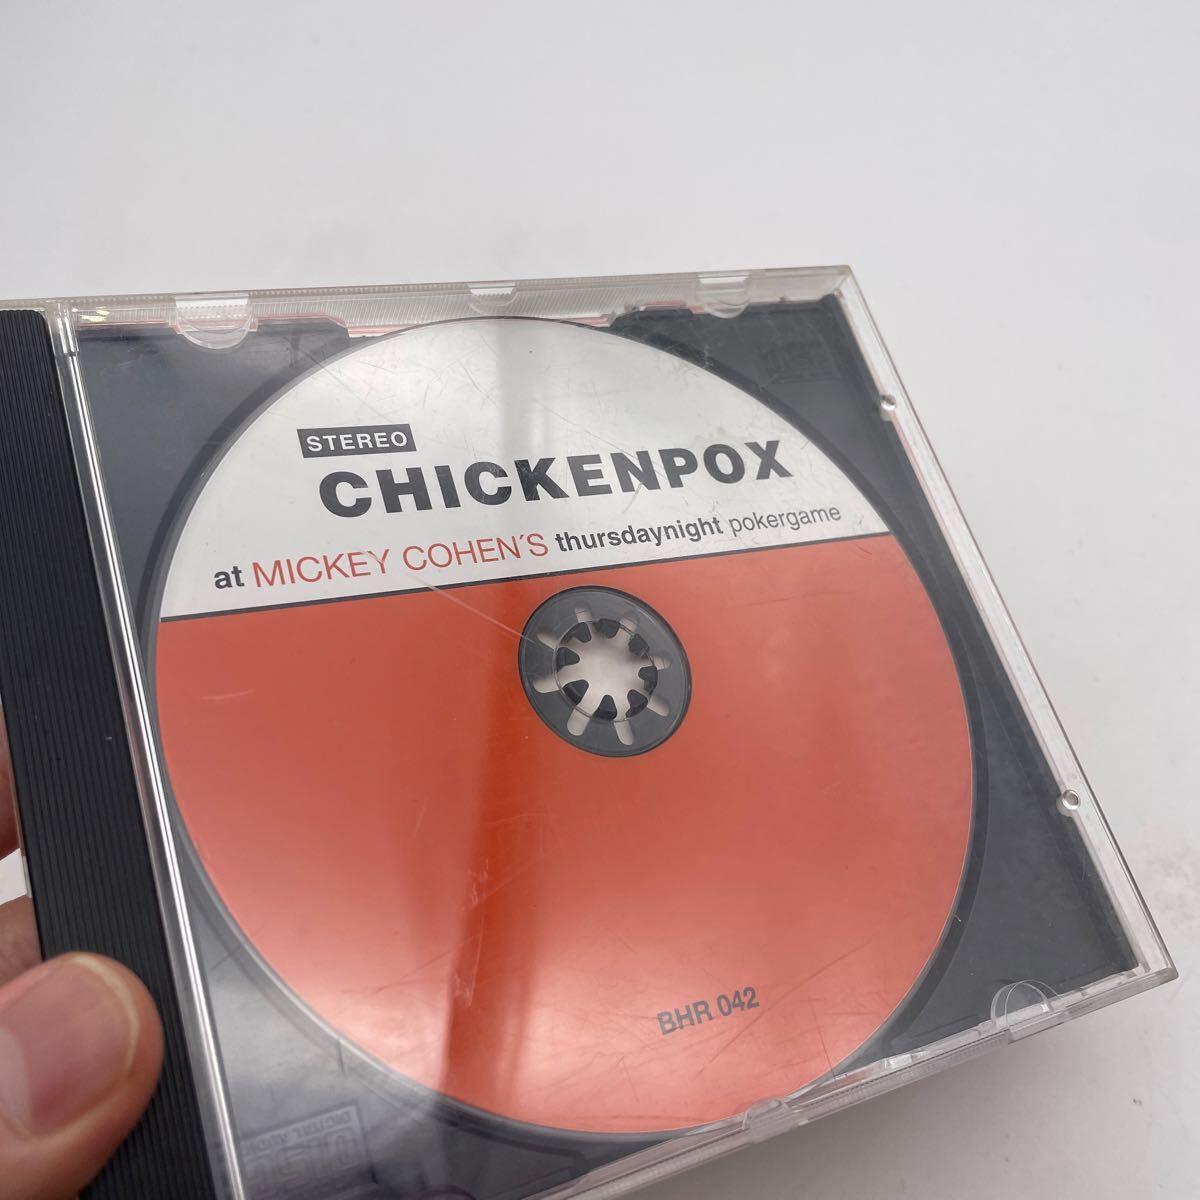 STEREO
CHICKENPOX
at MICKEY COHEN'S thursdaynight pokergame
BHR 042